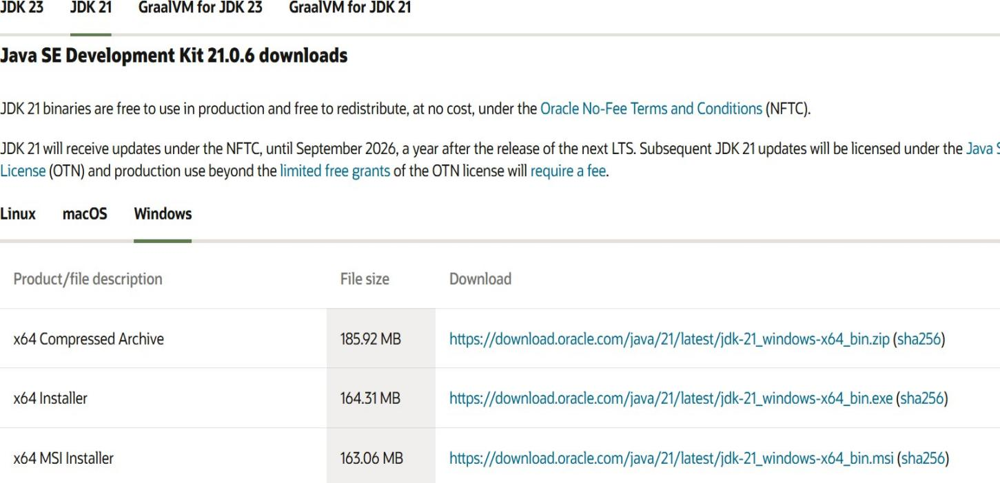 JDK 23 JDK 21 GraalVM for JDK 23 GraalVM for JDK 21
Java SE Development Kit 21.0.6 downloads
JDK 21 binaries are free to use in production and free to redistribute, at no cost, under the Oracle No-Fee Terms and Conditions (NFTC).
JDK 21 will receive updates under the NFTC, until September 2026, a year after the release of the next LTS. Subsequent JDK 21 updates will be licensed under the Java S
License (OTN) and production use beyond the limited free grants of the OTN license will require a fee.
Linux macOS Windows
Product/file description File size Download
x64 Compressed Archive 185.92 MB https://download.oracle.com/java/21/latest/jdk-21_windows-x64_bin.zip (sha256)
x64 Installer 164.31 MB https://download.oracle.com/java/21/latest/jdk-21_windows-x64_bin.exe (sha256)
x64 MSI Installer 163.06 MB https://download.oracle.com/java/21/latest/jdk-21_windows-x64_bin.msi (sha256)